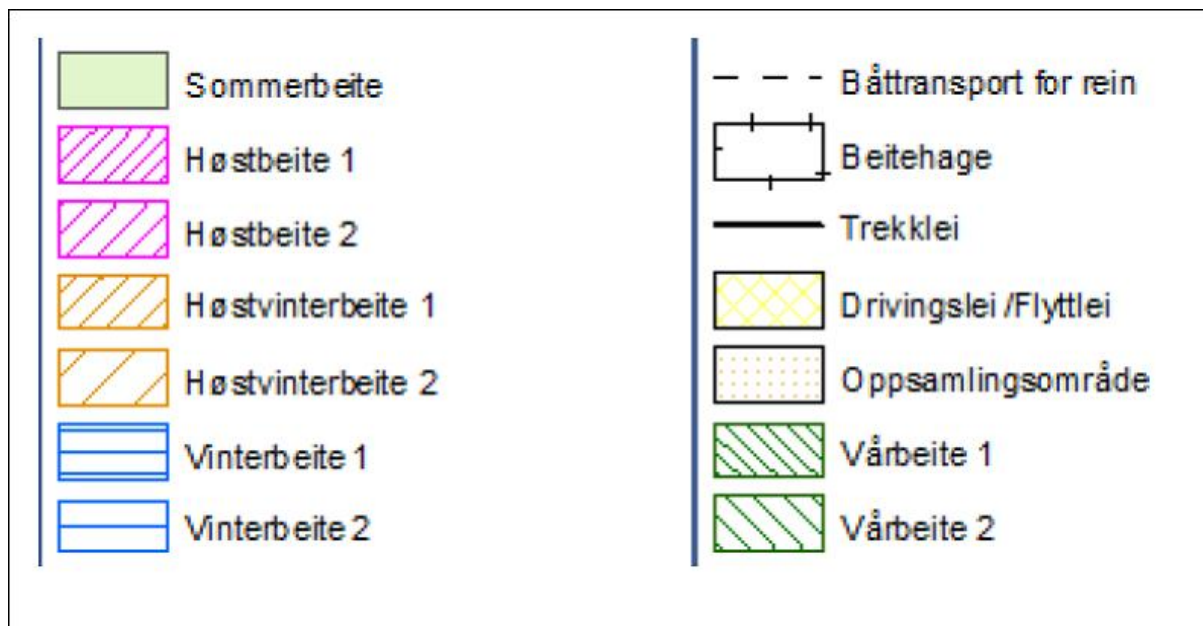 Sommerbeite
Høstbeite 1
Høstbeite 2
Høstvinterbeite 1
Høstvinterbeite 2
Vinterbeite 1
Vinterbeite 2
Båttransport for rein
Beitehage
Trekklei
Drivingslei /Flyttlei
Oppsamlingsområde
Vårbeite 1
Vårbeite 2